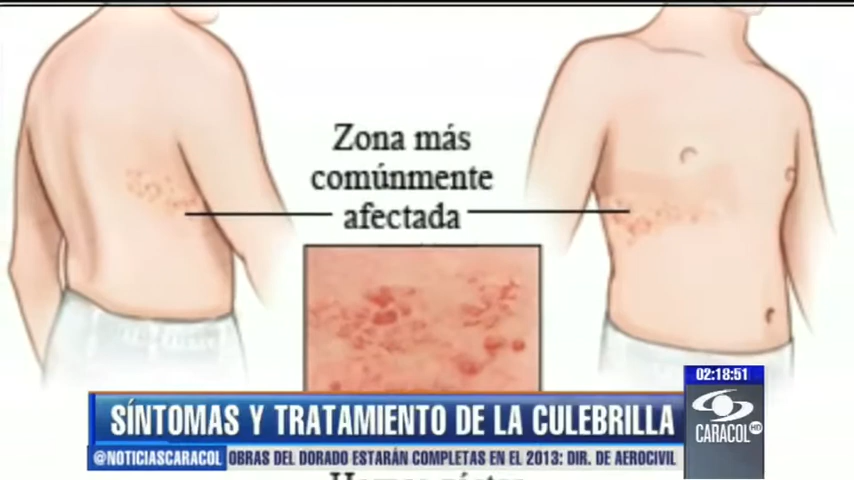 Zona más
comúnmente
afectada
02:18:51
SÍNTOMAS Y TRATAMIENTO DE LA CULEBRILLA
CARACOL HD
@NOTICIASCARACOL OBRAS DEL DORADO ESTARÁN COMPLETAS EN EL 2013: DIR. DE AEROCIVIL